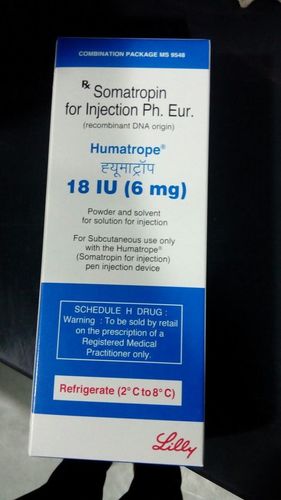 COMBINATION PACKAGE MS 9548
℞ Somatropin
for Injection Ph. Eur.
(recombinant DNA origin)
Humatrope®
ह्यूमाट्रॉप
18 IU (6 mg)
Powder and solvent
for solution for injection
For Subcutaneous use only
with the Humatrope®
(Somatropin for injection)
pen injection device
SCHEDULE H DRUG :
Warning : To be sold by retail
on the prescription of a
Registered Medical
Practitioner only.
Refrigerate (2°C to 8°C)
Lilly